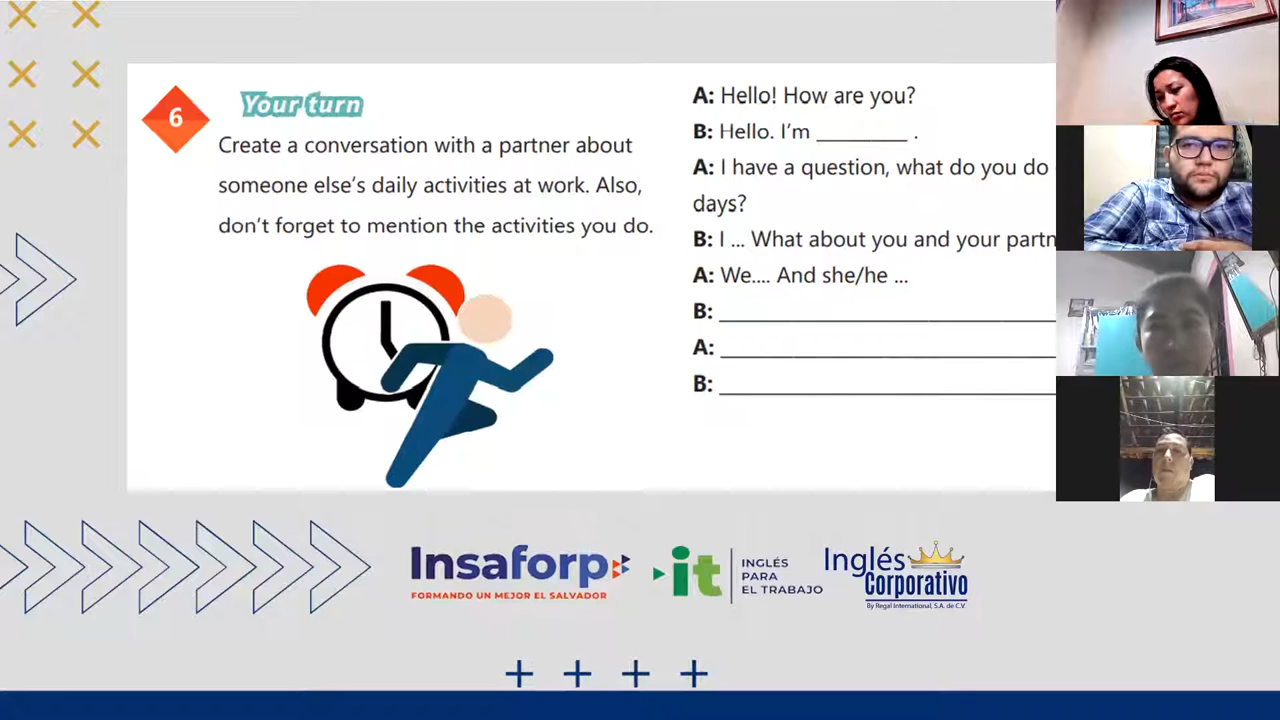 6
Your turn
Create a conversation with a partner about
someone else's daily activities at work. Also,
don't forget to mention the activities you do.
A: Hello! How are you?
B: Hello. I'm _________ .
A: I have a question, what do you do
days?
B: I ... What about you and your partn
A: We.... And she/he ...
B: _________________________________
A: _________________________________
B: _________________________________
Insaforp
FORMANDO UN MEJOR EL SALVADOR
it
INGLÉS
PARA
EL TRABAJO
Inglés
Corporativo
By Regal International, S.A. de C.V.